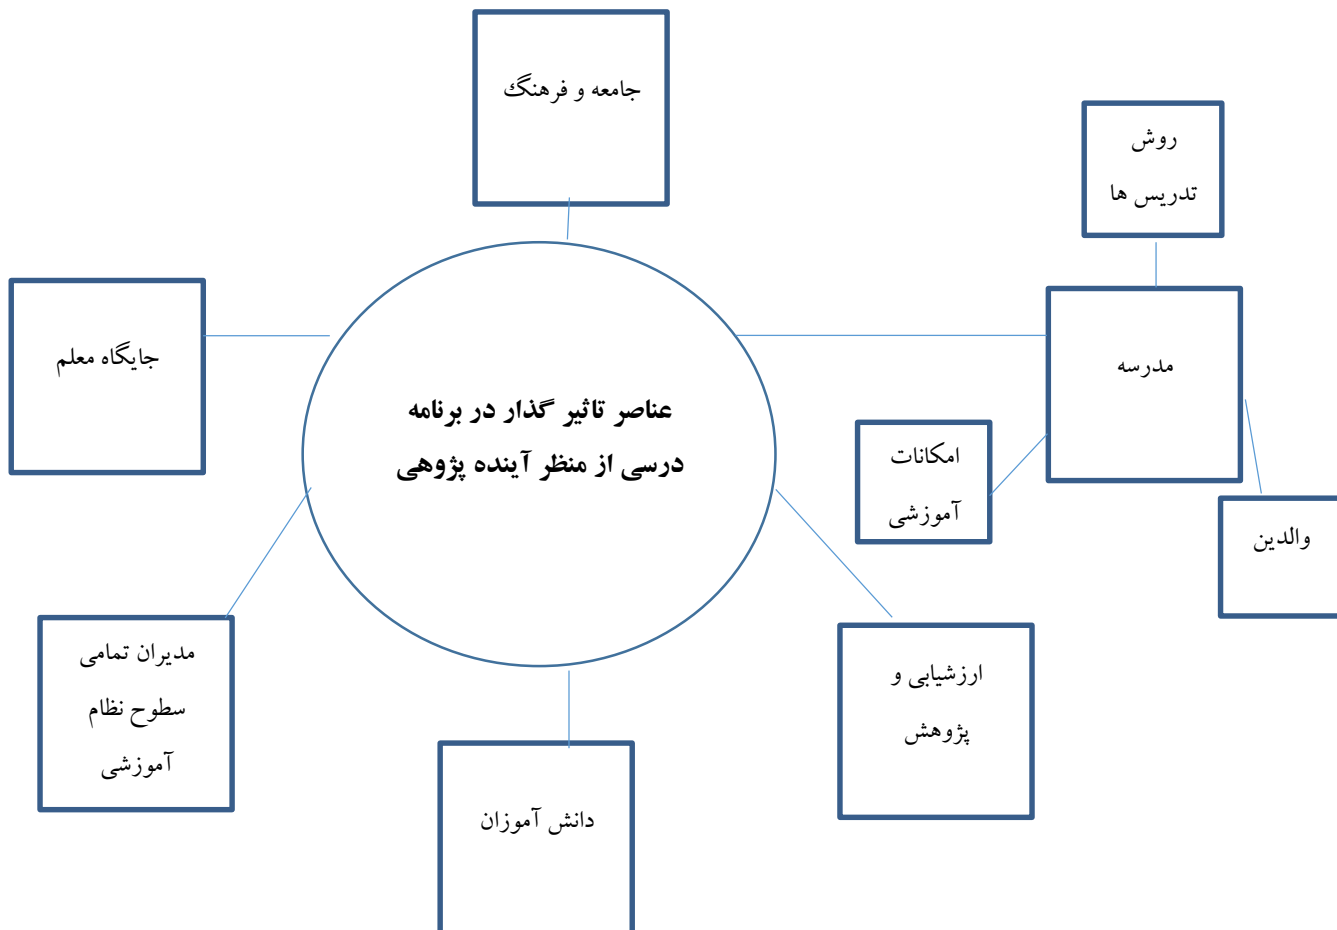 جامعه و فرهنگ
روش
تدریس ها
جایگاه معلم
مدرسه
عناصر تاثیر گذار در برنامه
درسی از منظر آینده پژوهی
امکانات
آموزشی
والدین
مدیران تمامی
سطوح نظام
آموزشی
ارزشیابی و
پژوهش
دانش آموزان